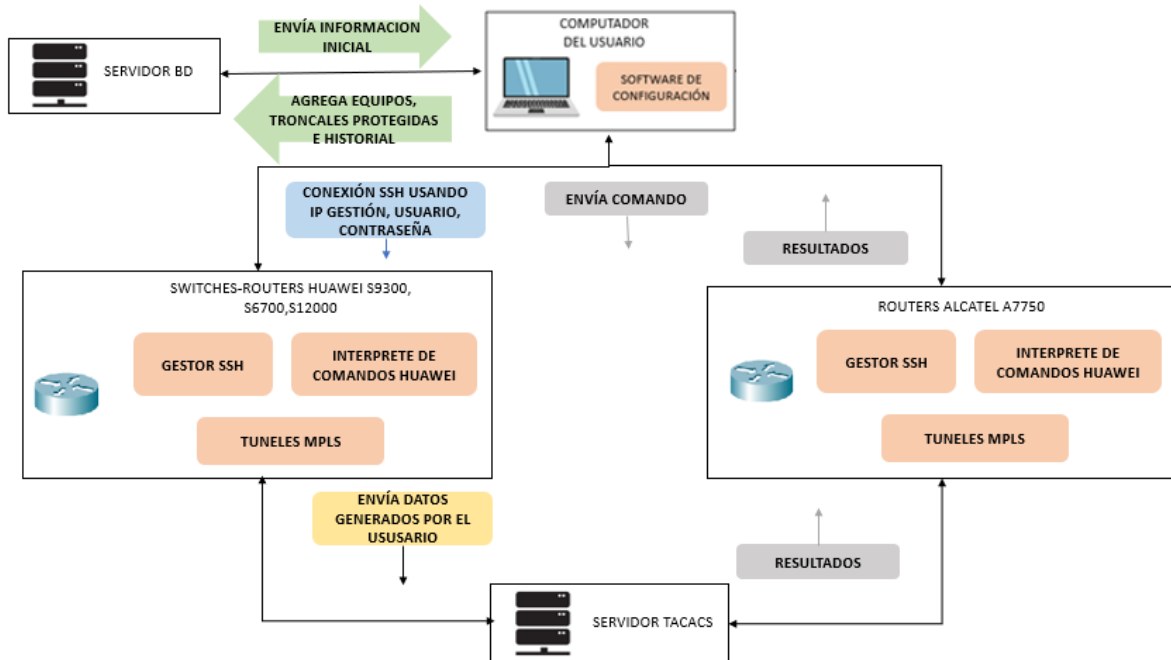 ENVÍA INFORMACION
INICIAL
SERVIDOR BD
AGREGA EQUIPOS,
TRONCALES PROTEGIDAS
E HISTORIAL
COMPUTADOR
DEL USUARIO
SOFTWARE DE
CONFIGURACIÓN
CONEXIÓN SSH USANDO
IP GESTIÓN, USUARIO,
CONTRASEÑA
ENVÍA COMANDO
RESULTADOS
SWITCHES-ROUTERS HUAWEI S9300,
S6700,S12000
GESTOR SSH
INTERPRETE DE
COMANDOS HUAWEI
TUNELES MPLS
ROUTERS ALCATEL A7750
GESTOR SSH
INTERPRETE DE
COMANDOS HUAWEI
TUNELES MPLS
ENVÍA DATOS
GENERADOS POR EL
USUSARIO
RESULTADOS
SERVIDOR TACACS